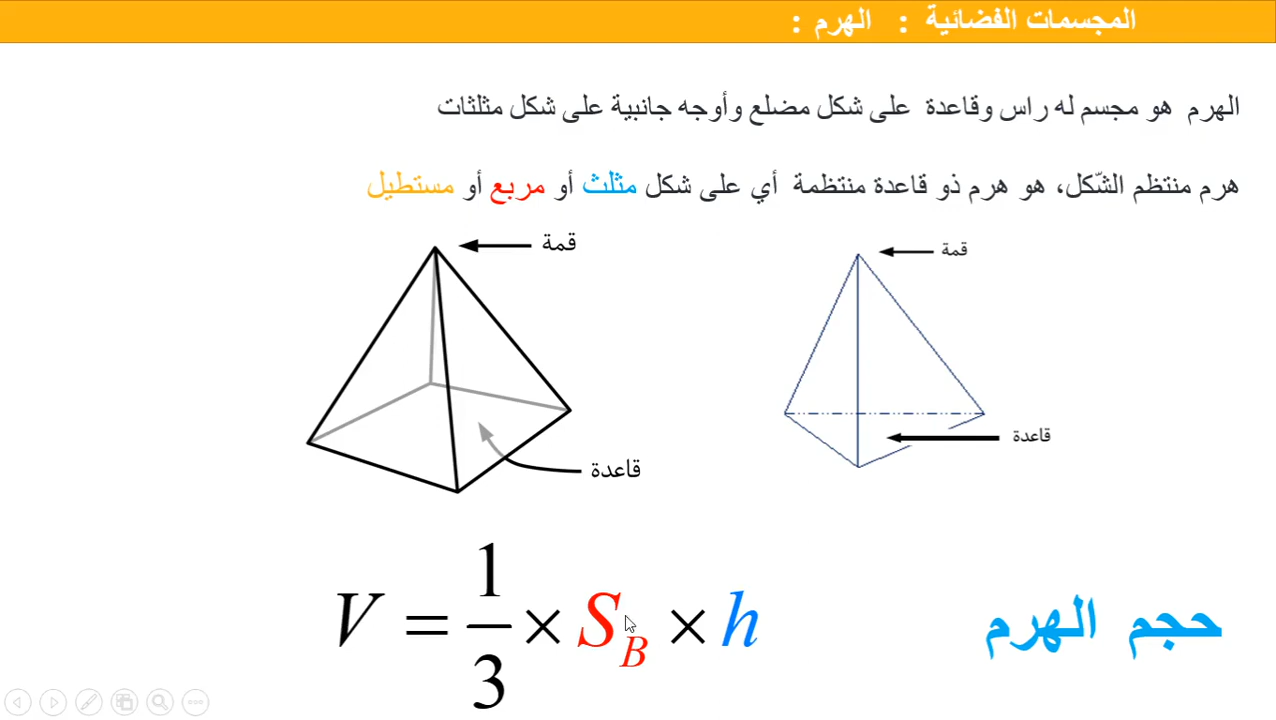 المجسمات الفضائية : الهرم :
الهرم هو مجسم له راس وقاعدة على شكل مضلع وأوجه جانبية على شكل مثلثات
هرم منتظم الشّكل، هو هرم ذو قاعدة منتظمة أي على شكل مثلث أو مربع أو مستطيل
قمة
قمة
قاعدة
قاعدة
حجم الهرم
V = 1/3 × S_B × h